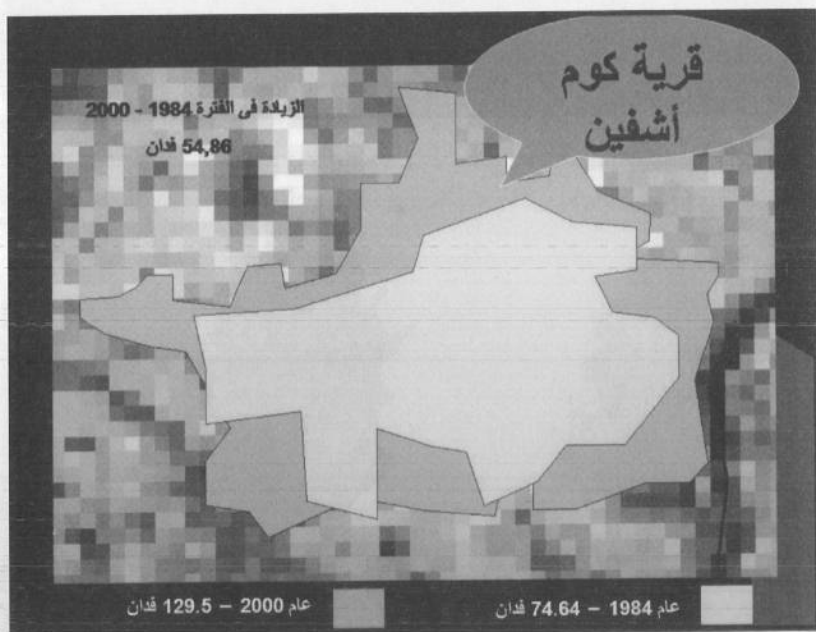 قرية كوم
أشفين
الزيادة فى الفترة 1984 - 2000
54,86 فدان
عام 1984 – 74.64 فدان
عام 2000 – 129.5 فدان